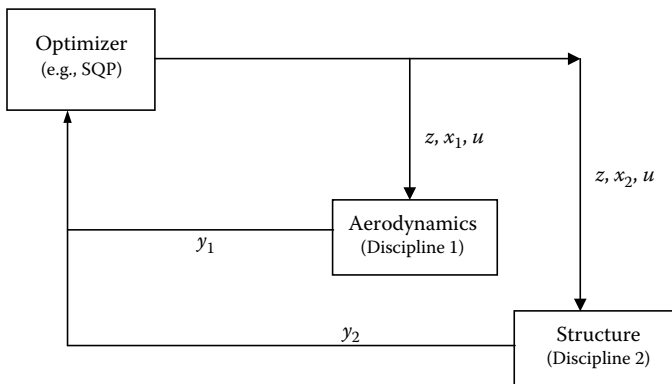 Optimizer
(e.g., SQP)
z, x₁, u
z, x₂, u
Aerodynamics
(Discipline 1)
y₁
y₂
Structure
(Discipline 2)